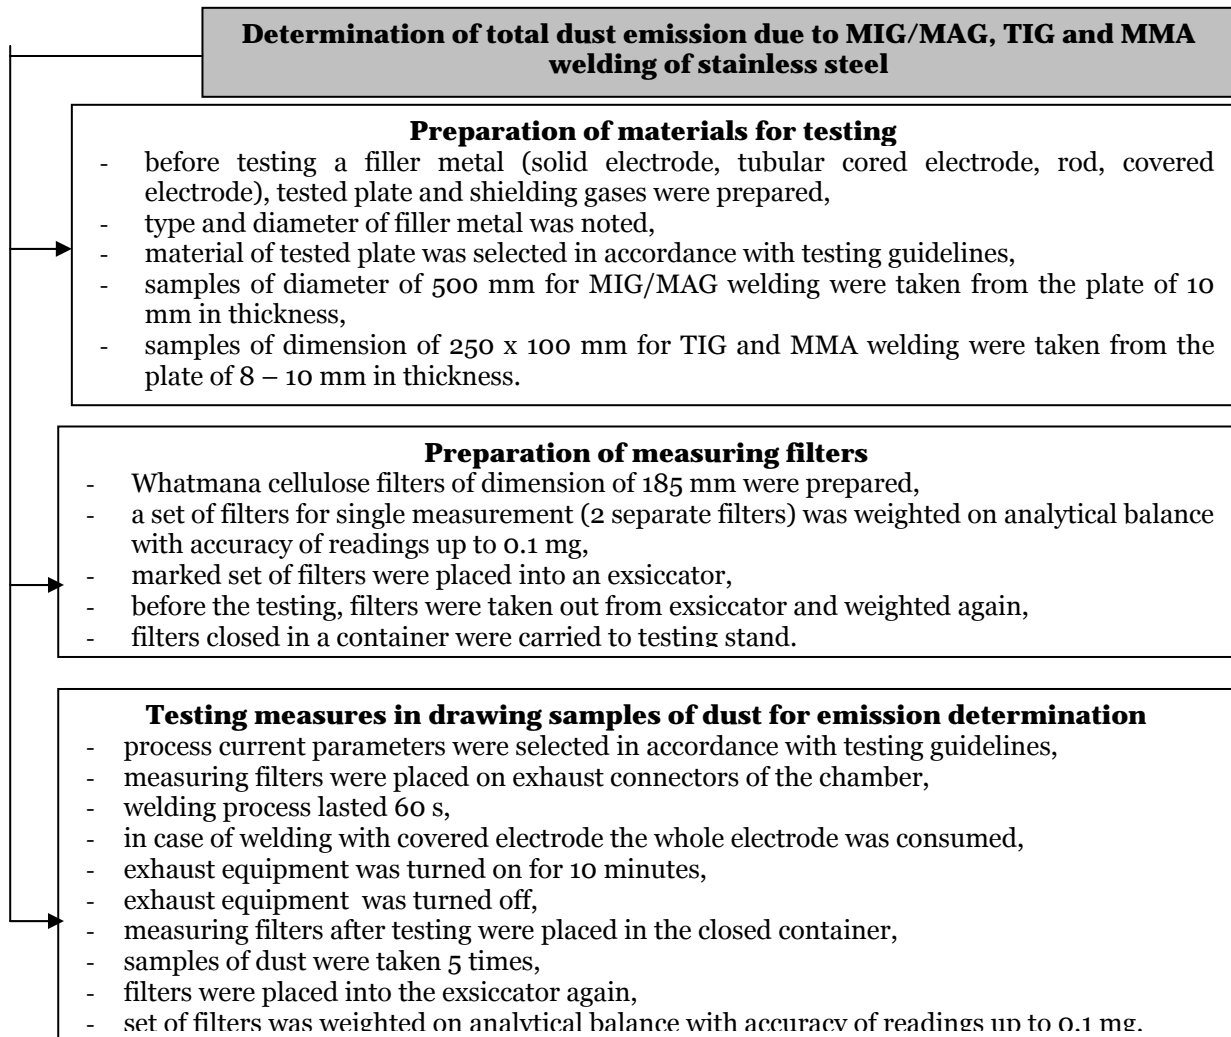 Determination of total dust emission due to MIG/MAG, TIG and MMA
welding of stainless steel
Preparation of materials for testing
- before testing a filler metal (solid electrode, tubular cored electrode, rod, covered
electrode), tested plate and shielding gases were prepared,
- type and diameter of filler metal was noted,
- material of tested plate was selected in accordance with testing guidelines,
- samples of diameter of 500 mm for MIG/MAG welding were taken from the plate of 10
mm in thickness,
- samples of dimension of 250 x 100 mm for TIG and MMA welding were taken from the
plate of 8 – 10 mm in thickness.
Preparation of measuring filters
- Whatmana cellulose filters of dimension of 185 mm were prepared,
- a set of filters for single measurement (2 separate filters) was weighted on analytical balance
with accuracy of readings up to 0.1 mg,
- marked set of filters were placed into an exsiccator,
- before the testing, filters were taken out from exsiccator and weighted again,
- filters closed in a container were carried to testing stand.
Testing measures in drawing samples of dust for emission determination
- process current parameters were selected in accordance with testing guidelines,
- measuring filters were placed on exhaust connectors of the chamber,
- welding process lasted 60 s,
- in case of welding with covered electrode the whole electrode was consumed,
- exhaust equipment was turned on for 10 minutes,
- exhaust equipment was turned off,
- measuring filters after testing were placed in the closed container,
- samples of dust were taken 5 times,
- filters were placed into the exsiccator again,
- set of filters was weighted on analytical balance with accuracy of readings up to 0.1 mg.